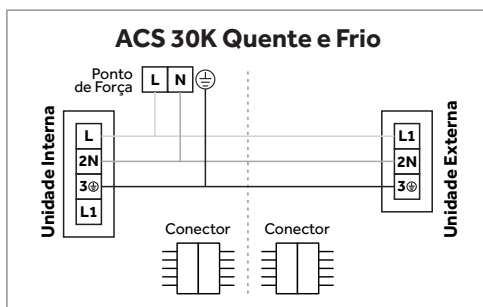 ACS 30K Quente e Frio
Ponto
de Força
L N
Unidade Interna
L
2N
3
L1
L1
2N
3
Unidade Externa
Conector
Conector